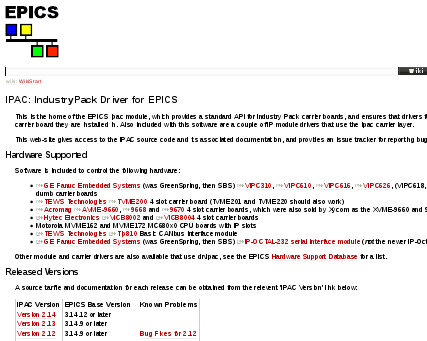 EPICS
Wiki
WikiStart
IPAC: IndustryPack Driver for EPICS
This is the home of the EPICS ipac module, which provides a standard API for Industry Pack carrier boards, and ensures that drivers
carrier board they are installed in. Also included with this software are a couple of IP module drivers that use the ipac carrier layer.
This web-site gives access to the IPAC source code and its associated documentation, and provides an issue tracker for reporting bug
Hardware Supported
Software is included to control the following hardware:
GE Fanuc Embedded Systems (was GreenSpring, then SBS) VIPC310, VIPC610, VIPC616, VIPC626, (VIPC618,
dumb carrier boards
TEWS Technologies TVME200 4 slot carrier board (TVME201 and TVME220 should also work)
Acromag AVME-9660, 9668 and 9670 4 slot carrier boards, which were also sold by Xycom as the XVME-9660 and 9
Hytec Electronics VICB8002 and VICB8004 4 slot carrier boards
Motorola MVME162 and MVME172 MC680x0 CPU boards with IP slots
TEWS Technologies Tip810 Basic CANbus interface module
GE Fanuc Embedded Systems (was GreenSpring, then SBS) IP-OCTAL-232 serial interface module (not the newer IP-Oct
Other module and carrier drivers are also available that use drvIpac, see the EPICS Hardware Support Database for a list.
Released Versions
A source tarfile and documentation for each release can be obtained from the relevent 'IPAC Version' link below:
IPAC Version EPICS Base Version Known Problems
Version 2.14 3.14.12 or later
Version 2.13 3.14.9 or later
Version 2.12 3.14.9 or later Bug Fixes for 2.12